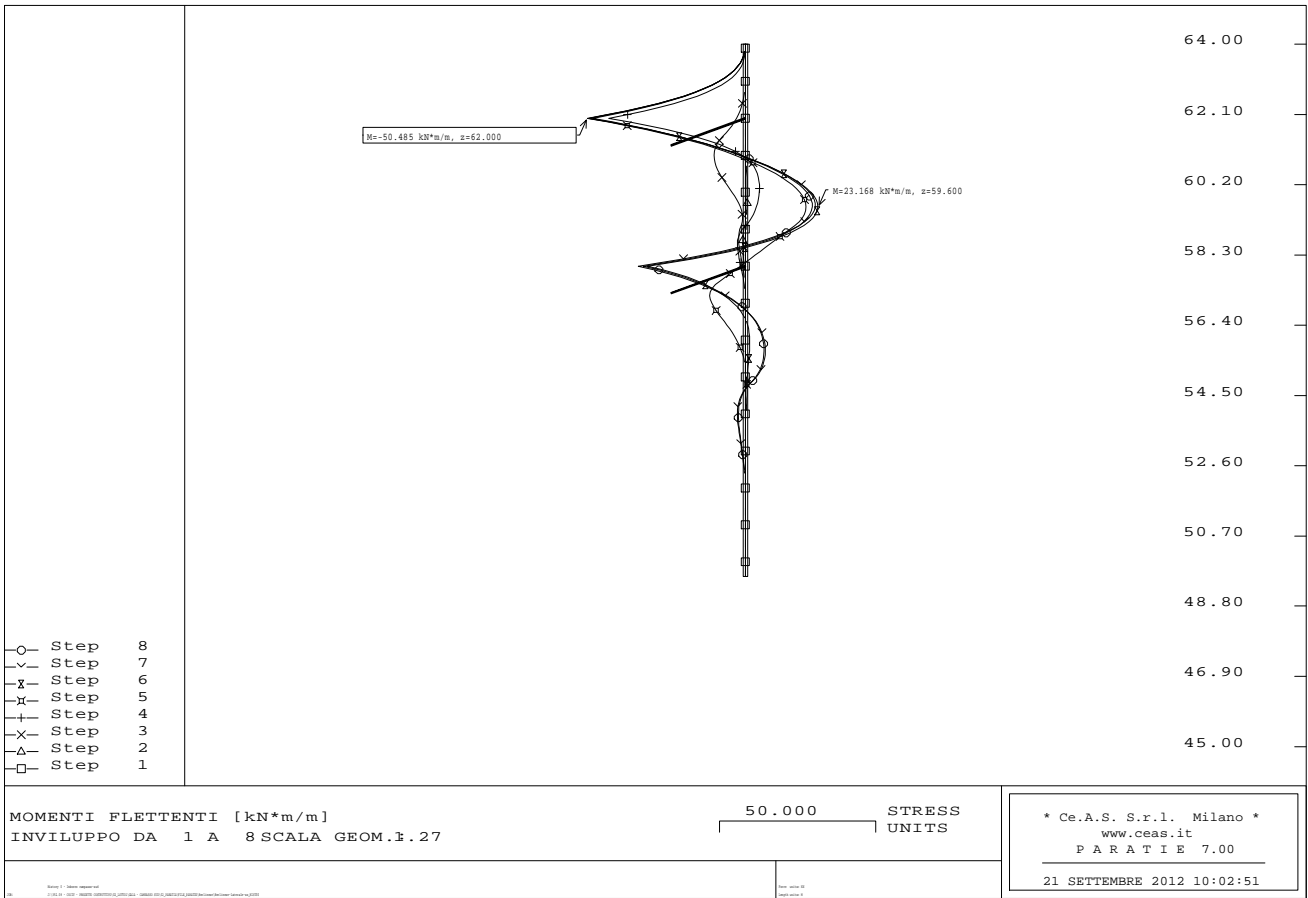 64.00
62.10
M=-50.485 kN*m/m, z=62.000
60.20
M=23.168 kN*m/m, z=59.600
58.30
56.40
54.50
52.60
50.70
48.80
46.90
45.00
Step 8
Step 7
Step 6
Step 5
Step 4
Step 3
Step 2
Step 1
MOMENTI FLETTENTI [kN*m/m]
INVILUPPO DA 1 A 8 SCALA GEOM.1:.27
50.000
STRESS
UNITS
* Ce.A.S. S.r.l. Milano *
www.ceas.it
P A R A T I E 7.00
21 SETTEMBRE 2012 10:02:51